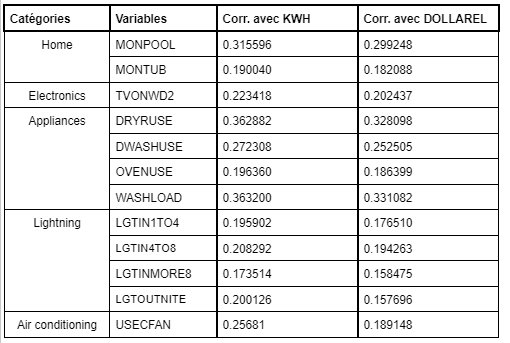 Catégories Variables Corr. avec KWH Corr. avec DOLLAREL
Home MONPOOL 0.315596 0.299248
MONTUB 0.190040 0.182088
Electronics TVONWD2 0.223418 0.202437
Appliances DRYRUSE 0.362882 0.328098
DWASHUSE 0.272308 0.252505
OVENUSE 0.196360 0.186399
WASHLOAD 0.363200 0.331082
Lightning LGTIN1TO4 0.195902 0.176510
LGTIN4TO8 0.208292 0.194263
LGTINMORE8 0.173514 0.158475
LGTOUTNITE 0.200126 0.157696
Air conditioning USECFAN 0.25681 0.189148